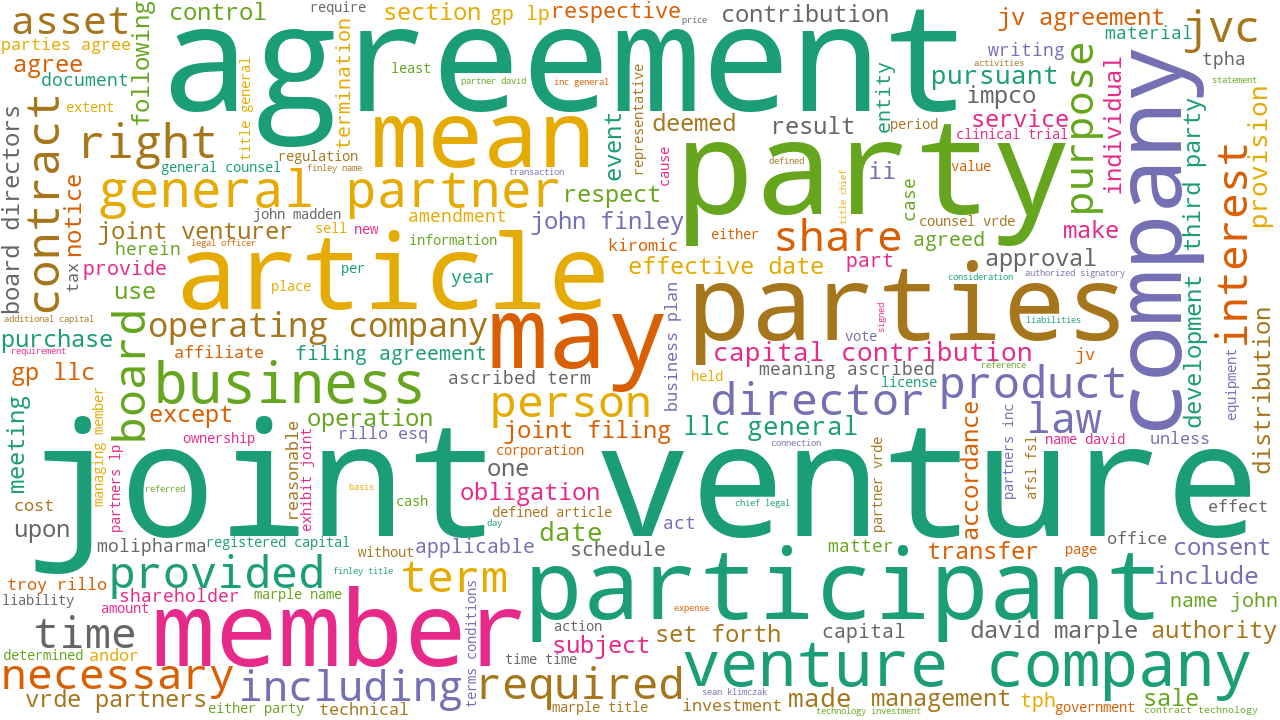 asset
control
section
gp lp
respective
require
price
contribution
jv agreement
jvc
parties agree
agree
document
following
agreement
termination
least
partner david
inc general
writing
activities
material
tpha
pursuant
statement
extent
title general
representative
entity
impco
company
board directors
contract
right
mean
event
deemed
result
period
service
clinical trial
individual
purpose
third party
provision
regulation
general counsel
finley name
transaction
cause
party
defined
ii
value
interest
notice
general partner
respect
title chief
case
john madden
amendment
john finley
counsel vrde
joint venturer
sell
new
legal officer
information
either
share
agreed
make
herein
kiromic
tax
provide
per
article
year
effective date
part
approval
consideration
authorized signatory
use
place
development
distribution
additional capital
purchase
board
operating company
may
business plan
parties
signed
liabilities
requirement
affiliate
filing agreement
vote
capital contribution
jv
gp llc
business
ascribed term
held
meaning ascribed
license
reference
product
equipment
meeting
managing member
except
operation
person
director
law
ownership
reasonable
exhibit joint
rillo esq
joint filing
llc general
accordance
partners inc
afsl fsl
name david
unless
corporation
connection
joint venture
partners lp
one
partner vrde
referred
basis
obligation
cost
cash
defined article
chief legal
effect
upon
day
date
act
molipharma
registered capital
without
applicable
schedule
matter
transfer
page
office
consent
provided
finley title
term
participant
include
troy rillo
shareholder
marple name
liability
amount
member
terms conditions
expense
name john
time
action
subject
set forth
capital
david marple
authority
determined
andor
time time
venture company
necessary
including
required
sean klimczak
vrde partners
either party
technical
marple title
investment
made
management
tph
government
sale
technology investment
contract technology